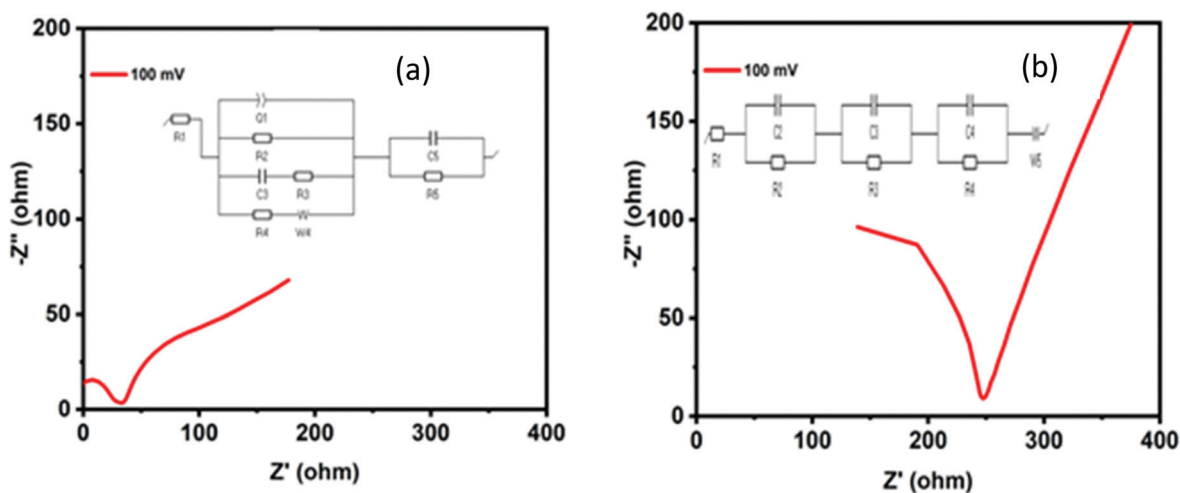 (a)
100 mV
200
150
100
50
0
-Z" (ohm)
0 100 200 300 400
Z' (ohm)
Q1
R1
R2
C3 R3
R4 W4
C5
R5
(b)
100 mV
200
150
100
50
0
-Z" (ohm)
0 100 200 300 400
Z' (ohm)
R1
C2
R2
C3
R3
C4
R4